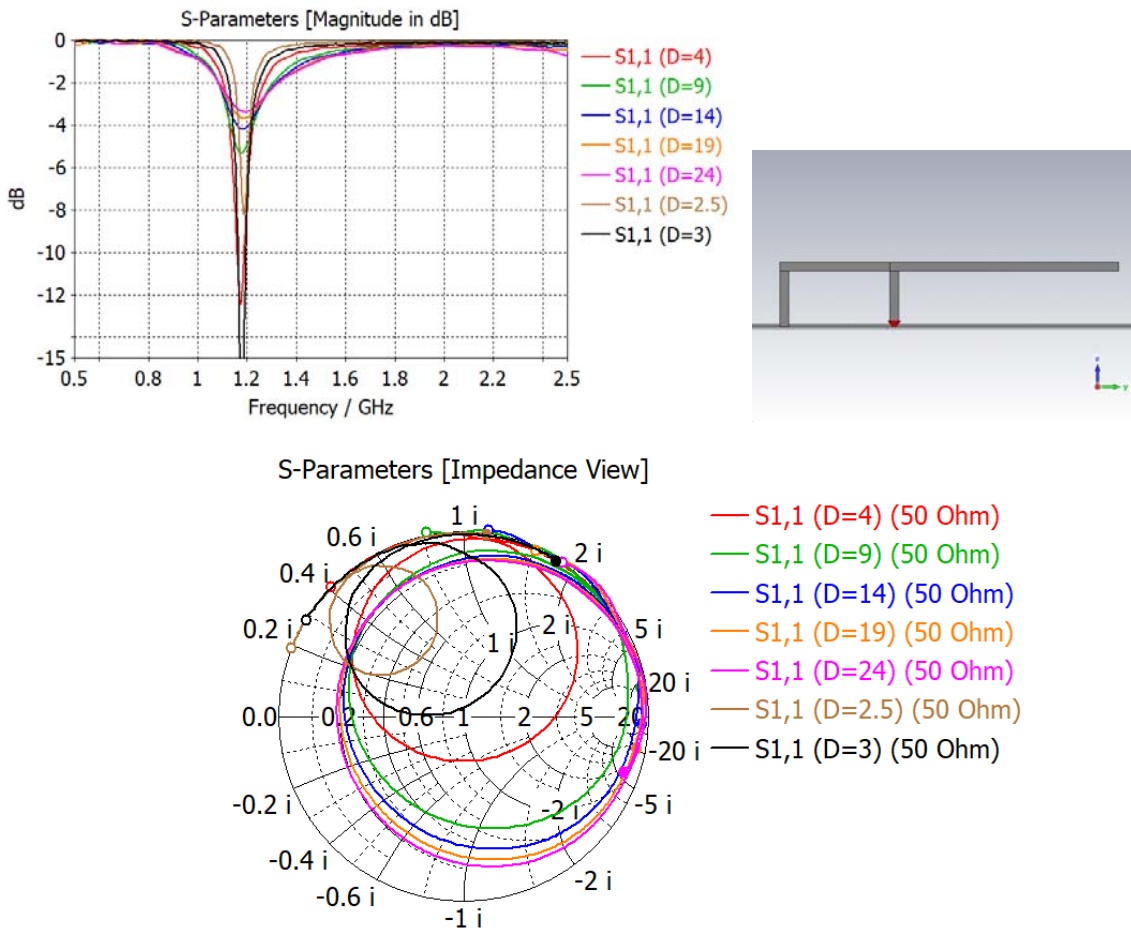 S-Parameters [Magnitude in dB]
0
-2
-4
-6
-8
-10
-12
-15
dB
0.5
0.8
1
1.2
1.4
1.6
1.8
2
2.2
2.5
Frequency / GHz
S1,1 (D=4)
S1,1 (D=9)
S1,1 (D=14)
S1,1 (D=19)
S1,1 (D=24)
S1,1 (D=2.5)
S1,1 (D=3)
z
y
S-Parameters [Impedance View]
1 i
0.6 i
2 i
0.4 i
0.2 i
2 i
5 i
1 i
20 i
0.0
0.2
0.6
1
2
5
20
-20 i
-0.2 i
-5 i
-2 i
-0.4 i
-2 i
-0.6 i
-1 i
S1,1 (D=4) (50 Ohm)
S1,1 (D=9) (50 Ohm)
S1,1 (D=14) (50 Ohm)
S1,1 (D=19) (50 Ohm)
S1,1 (D=24) (50 Ohm)
S1,1 (D=2.5) (50 Ohm)
S1,1 (D=3) (50 Ohm)